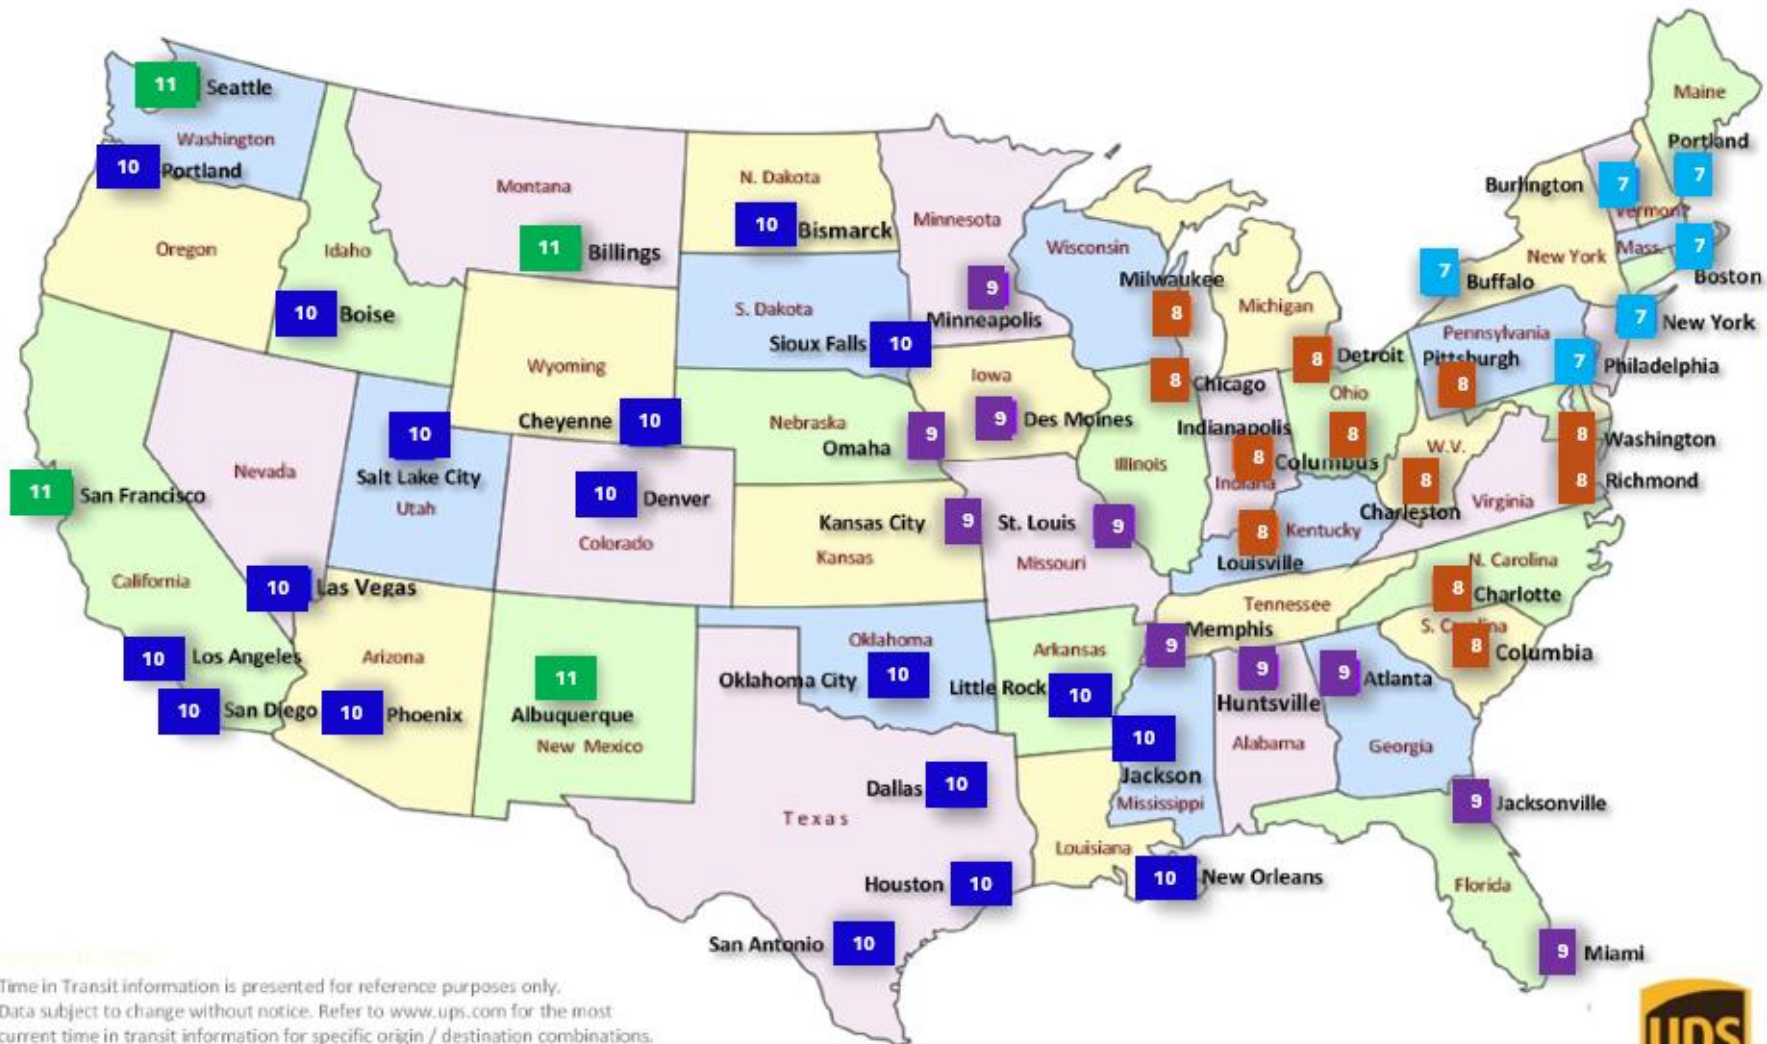 Maine
11 Seattle
Washington
Portland
10 Portland
Montana
N. Dakota
Burlington 7
7
Vermont
Minnesota
10 Bismarck
Oregon
Idaho
11 Billings
Wisconsin
New York
Mass.
7
Boston
Milwaukee
7
Buffalo
9
Minneapolis
10 Boise
S. Dakota
8
Michigan
7 New York
Sioux Falls 10
Pennsylvania
Wyoming
Iowa
8 Detroit
Pittsburgh
7 Philadelphia
8 Chicago
8
Ohio
Cheyenne 10
Nebraska
9 Des Moines
Omaha 9
Indianapolis
8
8 Washington
10
Salt Lake City
Utah
Nevada
Illinois
8
Columbus
W.V.
Indiana
8
Charleston
8 Richmond
Virginia
11 San Francisco
10 Denver
Colorado
Kansas City 9
Kansas
St. Louis 9
Missouri
8
Louisville
Kentucky
California
10 Las Vegas
N. Carolina
8 Charlotte
Tennessee
S. Carolina
8 Columbia
10 Los Angeles
Arizona
Oklahoma
Arkansas
Memphis
9
9
Huntsville
9 Atlanta
11
Albuquerque
New Mexico
Oklahoma City 10
Little Rock 10
10 San Diego
10 Phoenix
10
Jackson
Mississippi
Alabama
Georgia
Dallas 10
Texas
9 Jacksonville
Louisiana
Houston 10
10 New Orleans
Florida
San Antonio 10
9 Miami
Time in Transit information is presented for reference purposes only.
Data subject to change without notice. Refer to www.ups.com for the most
current time in transit information for specific origin / destination combinations.
ups